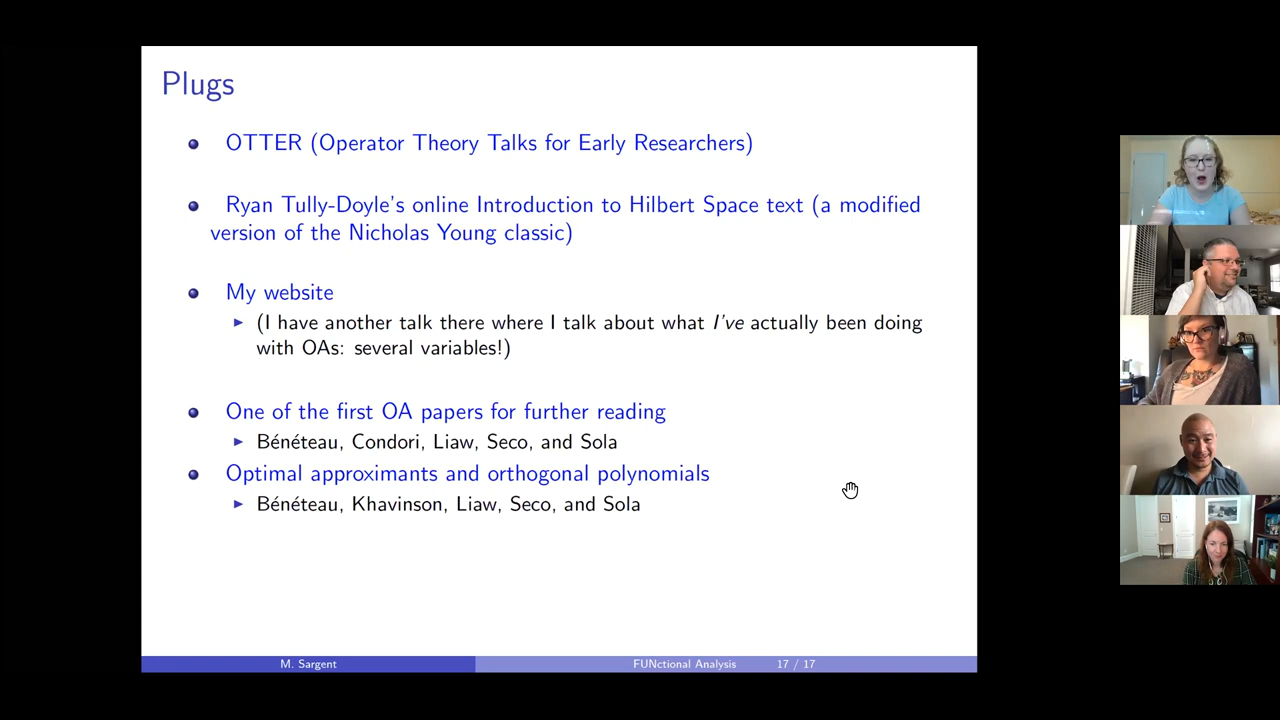 Plugs
OTTER (Operator Theory Talks for Early Researchers)
Ryan Tully-Doyle's online Introduction to Hilbert Space text (a modified
version of the Nicholas Young classic)
My website
(I have another talk there where I talk about what I've actually been doing
with OAs: several variables!)
One of the first OA papers for further reading
Bénéteau, Condori, Liaw, Seco, and Sola
Optimal approximants and orthogonal polynomials
Bénéteau, Khavinson, Liaw, Seco, and Sola
M. Sargent
FUNctional Analysis 17 / 17